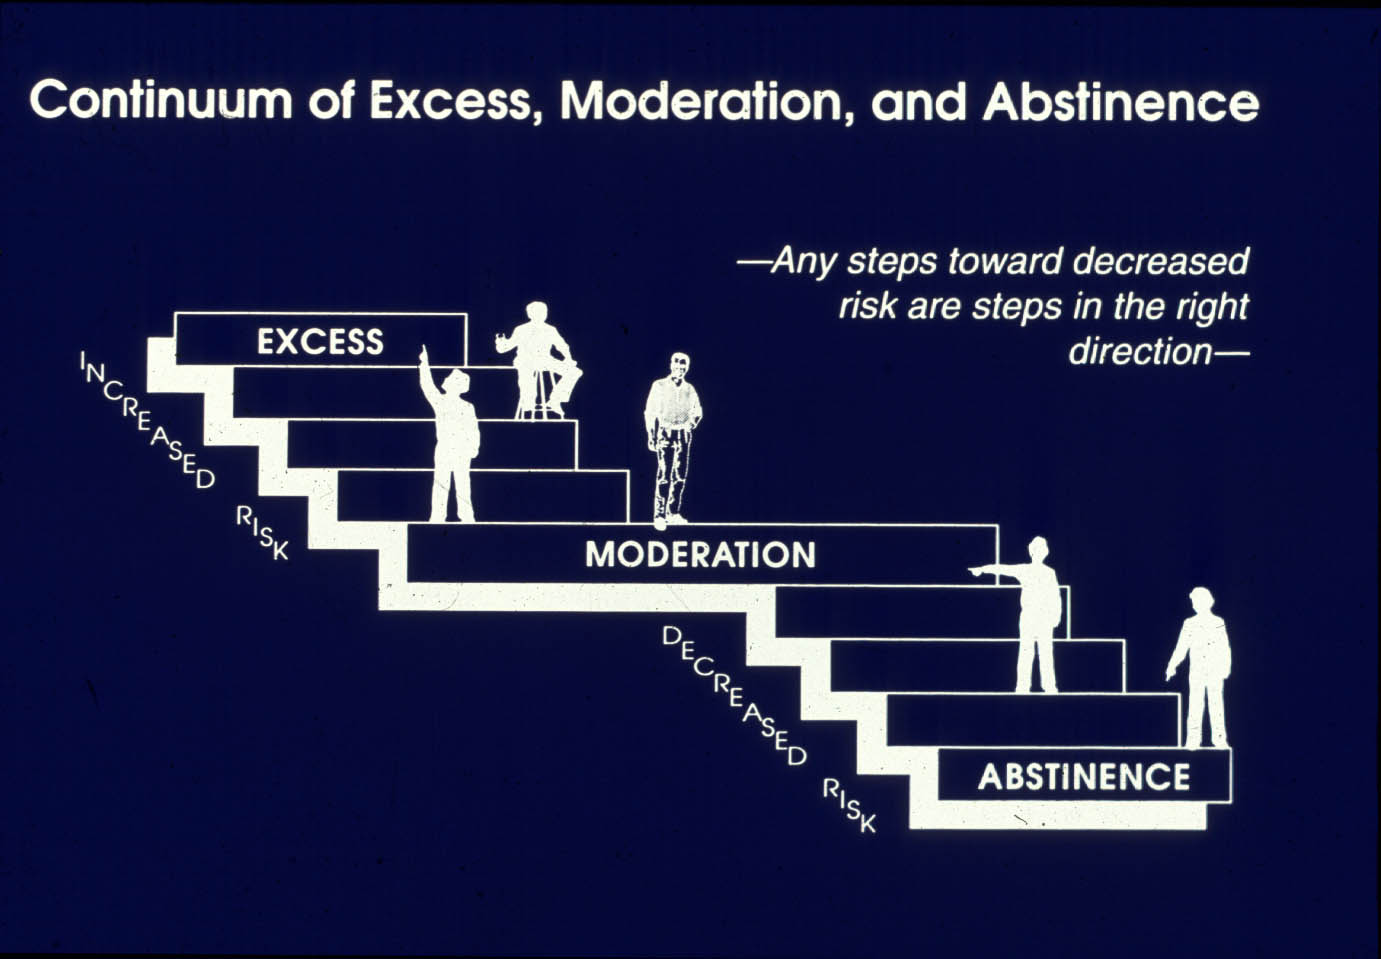 Continuum of Excess, Moderation, and Abstinence
—Any steps toward decreased
risk are steps in the right
direction—
EXCESS
INCREASED RISK
MODERATION
DECREASED RISK
ABSTINENCE